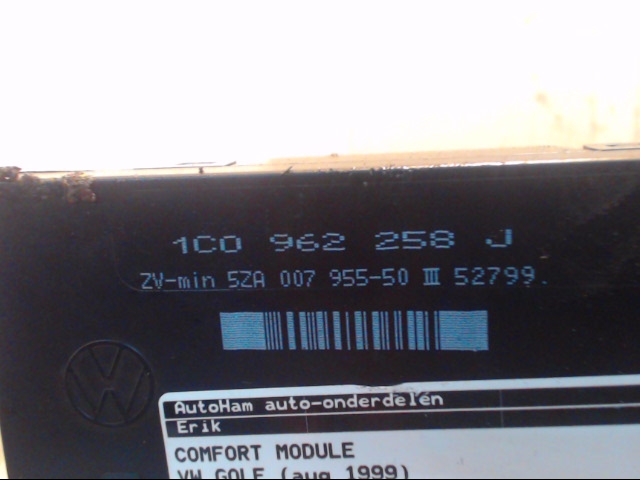 1C0 962 258 J
ZV-min 5ZA 007 955-50 III 52799.
AutoHam auto-onderdelen
Erik
COMFORT MODULE
VW GOLF (aug 1999)